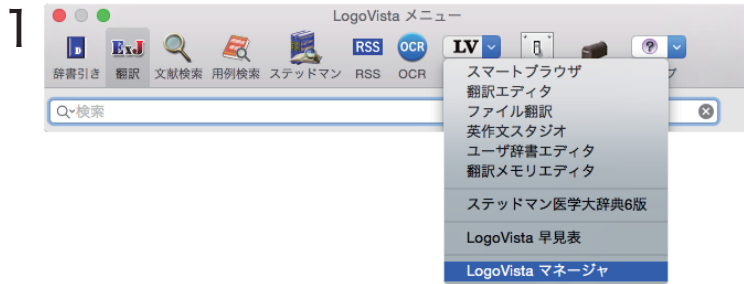 1
LogoVista メニュー
D ExJ RSS OCR LV
辞書引き 翻訳 文献検索 用例検索 ステッドマン RSS OCR プ
検索
スマートブラウザ
翻訳エディタ
ファイル翻訳
英作文スタジオ
ユーザ辞書エディタ
翻訳メモリエディタ
ステッドマン医学大辞典6版
LogoVista 早見表
LogoVista マネージャ